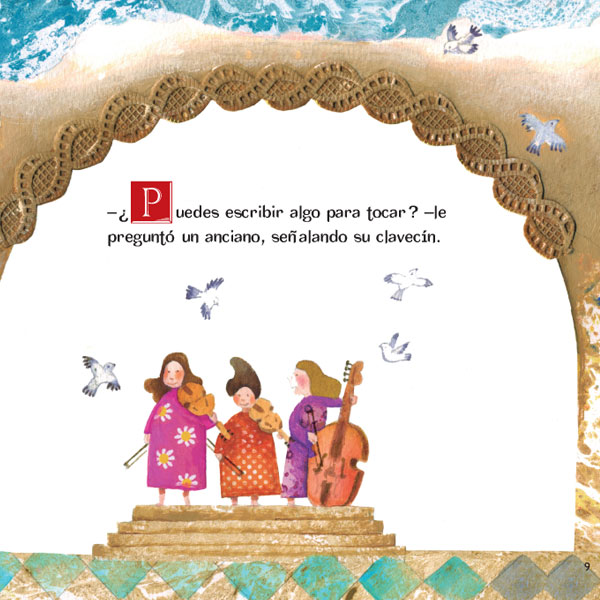 –¿Puedes escribir algo para tocar? –le
preguntó un anciano, señalando su clavecín.
9